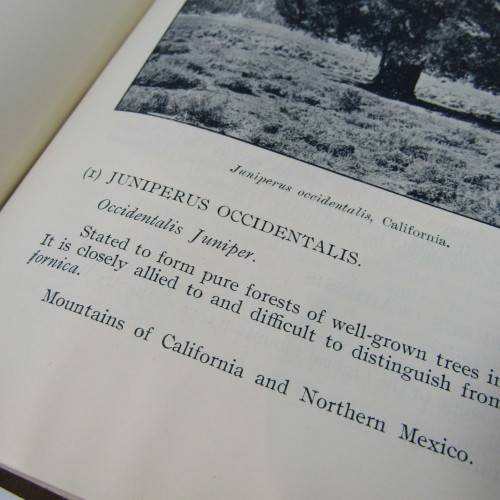 Juniperus occidentalis, California.
(1) JUNIPERUS OCCIDENTALIS.
Occidentalis Juniper.
Stated to form pure forests of well-grown trees in
It is closely allied to and difficult to distinguish from
fornica.
Mountains of California and Northern Mexico.